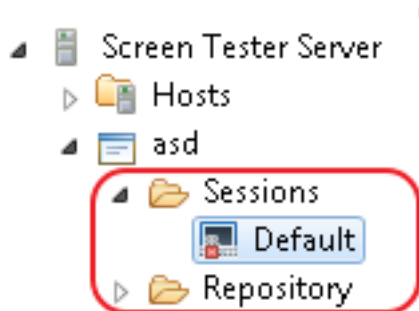 Screen Tester Server
Hosts
asd
Sessions
Default
Repository